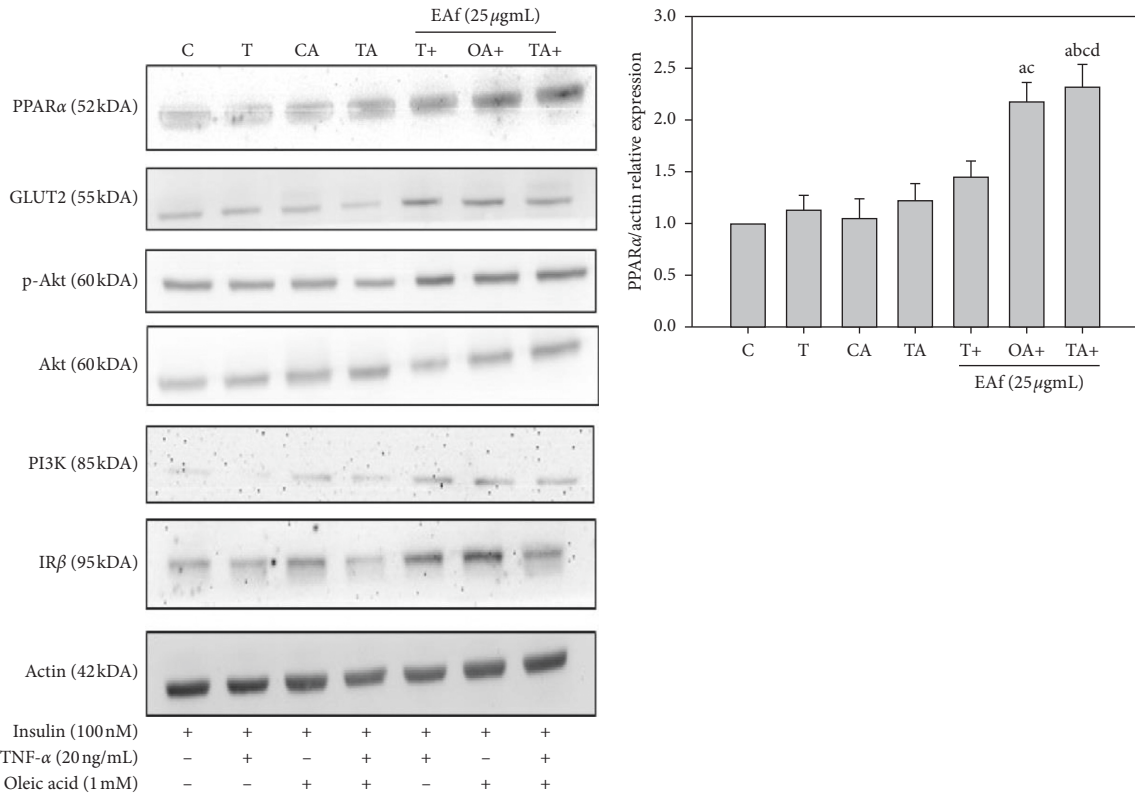 EAf (25 μgmL)
C T CA TA T+ OA+ TA+
PPARα (52 kDA)
GLUT2 (55 kDA)
p-Akt (60 kDA)
Akt (60 kDA)
PI3K (85 kDA)
IRβ (95 kDA)
Actin (42 kDA)
Insulin (100 nM) + + + + + + +
TNF-α (20 ng/mL) – + – + + – +
Oleic acid (1 mM) – – + + – + +
PPARα/actin relative expression
3.0
2.5
2.0
1.5
1.0
0.5
0.0
ac
abcd
C T CA TA T+ OA+ TA+
EAf (25 μgmL)